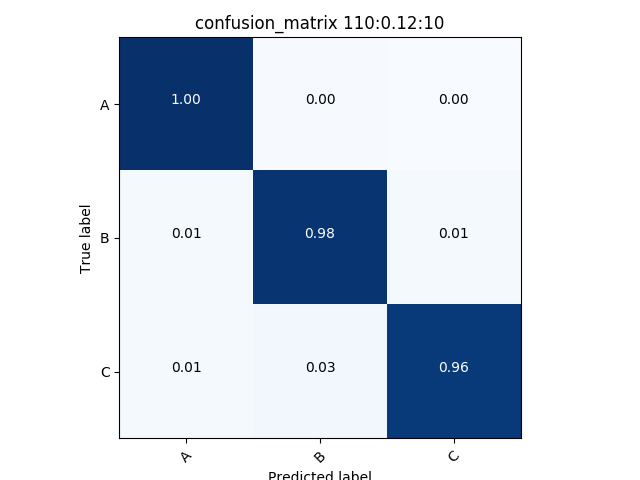 confusion_matrix 110:0.12:10
True label
A
1.00 0.00 0.00
B
0.01 0.98 0.01
C
0.01 0.03 0.96
A B C
Predicted label